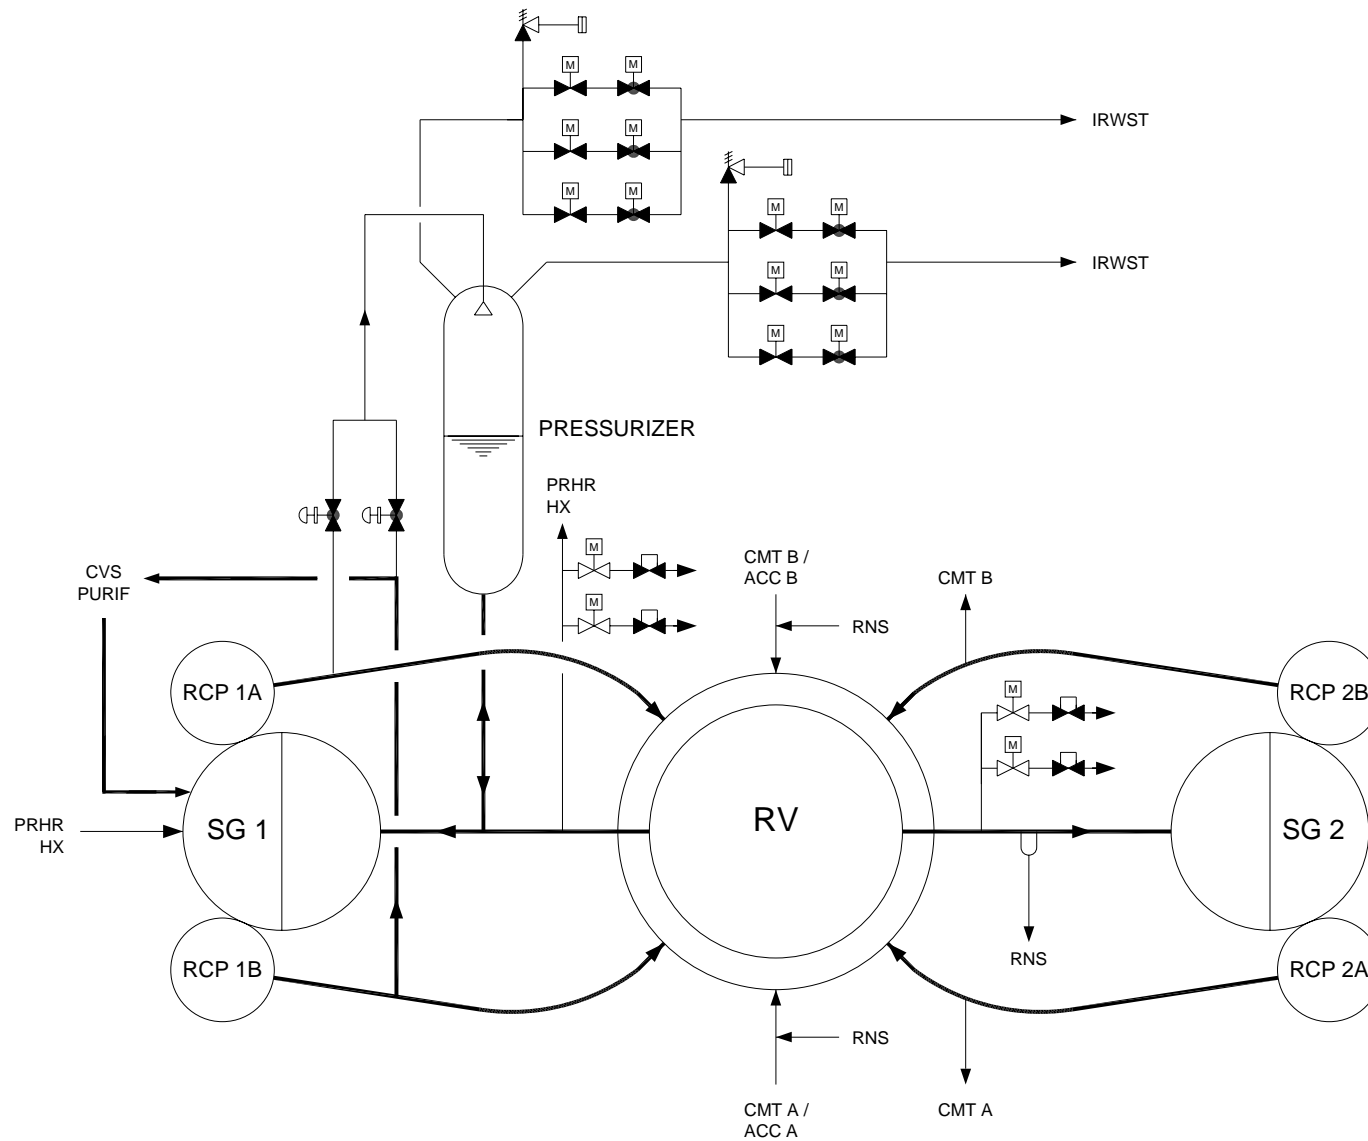 M
M
IRWST
M
M
M
M
M
M
IRWST
M
M
M
M
PRESSURIZER
PRHR
HX
M
CMT B /
ACC B
CMT B
CVS
PURIF
M
RNS
RCP 1A
RCP 2B
M
M
SG 1
RV
SG 2
PRHR
HX
RNS
RCP 1B
RCP 2A
RNS
CMT A /
ACC A
CMT A